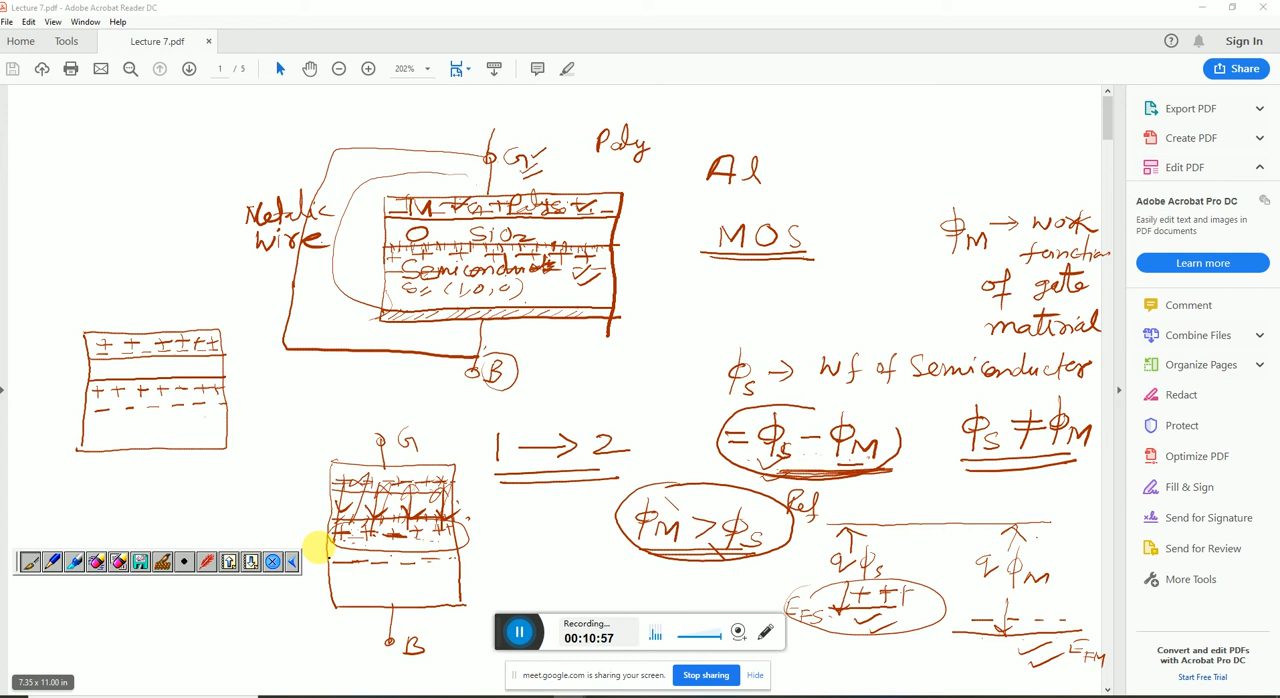 Lecture 7.pdf - Adobe Acrobat Reader DC
File Edit View Window Help
Home Tools Lecture 7.pdf × Sign In
1 / 5 202% Share
Export PDF
Create PDF
Edit PDF
Adobe Acrobat Pro DC
Easily edit text and images in
PDF documents
Learn more
Comment
Combine Files
Organize Pages
Redact
Protect
Optimize PDF
Fill & Sign
Send for Signature
Send for Review
More Tools
Convert and edit PDFs
with Acrobat Pro DC
Start Free Trial
G
Poly
Al
Metalic
wire
M
O SiO2
MOS
B
ϕM → work
function
of gate
material
ϕS → Wf of Semiconductor
= ϕS - ϕM
ϕS ≠ ϕM
G
1 → 2
ϕM > ϕS
Ref
qϕS
qϕM
+ + +
EFS
- - - -
EFM
B
Recording...
00:10:57
meet.google.com is sharing your screen. Stop sharing Hide
7.35 x 11.00 in